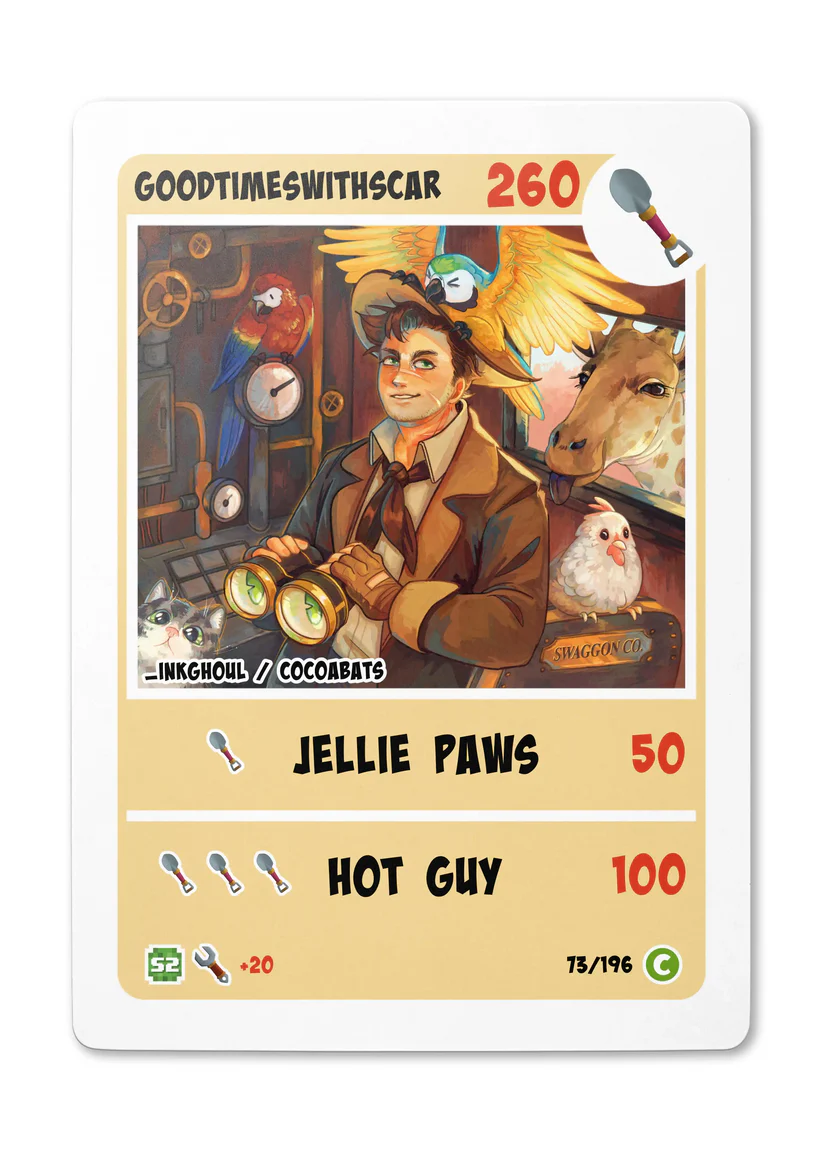 GOODTIMESWITHSCAR 260
SWAGGON CO.
_INKGHOUL / COCOABATS
JELLIE PAWS 50
HOT GUY 100
S2 +20 73/196 C